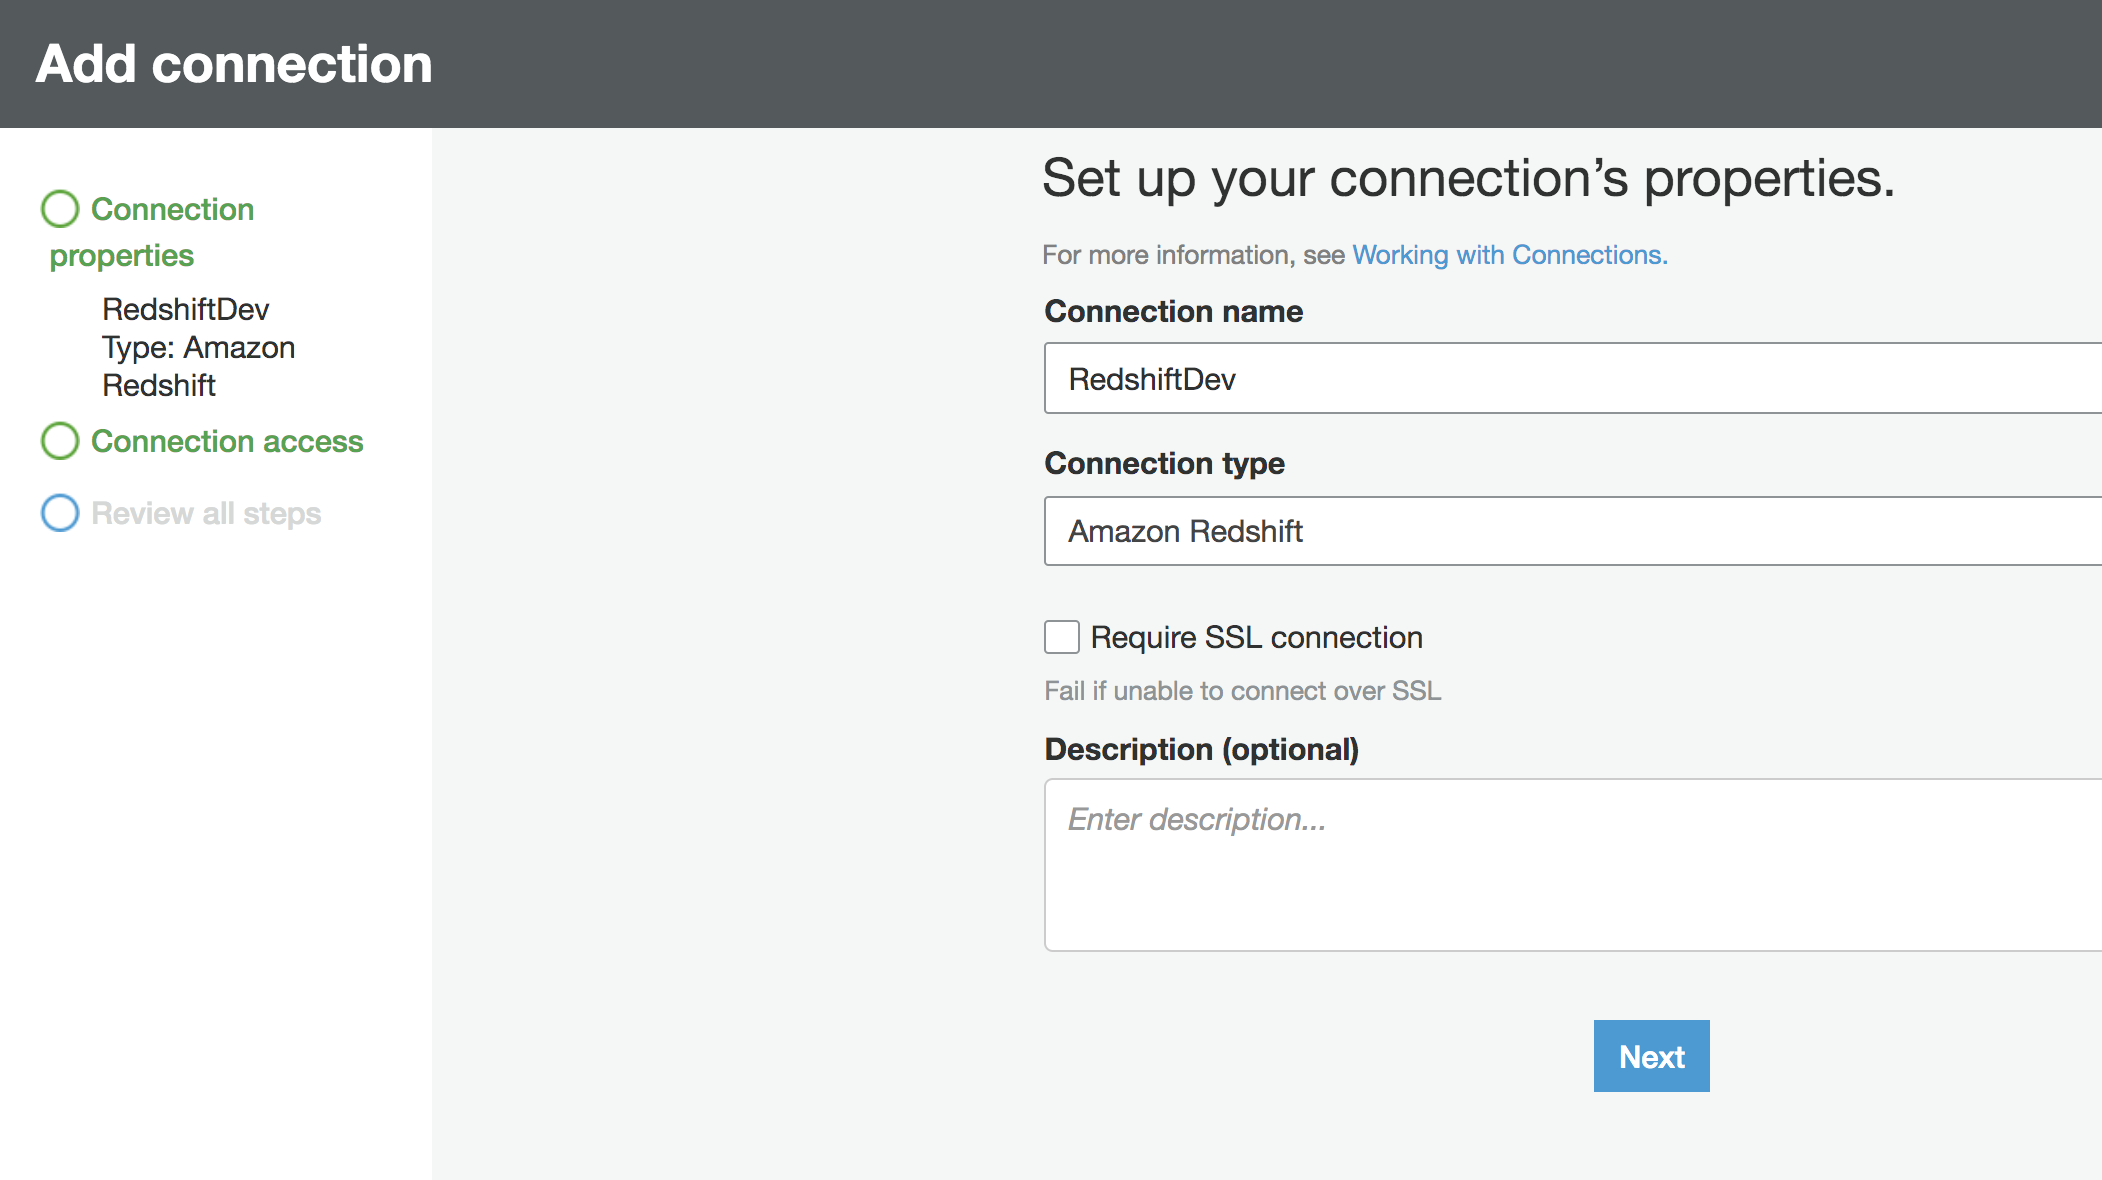 Add connection
Connection
properties
RedshiftDev
Type: Amazon
Redshift
Connection access
Review all steps
Set up your connection’s properties.
For more information, see Working with Connections.
Connection name
RedshiftDev
Connection type
Amazon Redshift
Require SSL connection
Fail if unable to connect over SSL
Description (optional)
Enter description...
Next